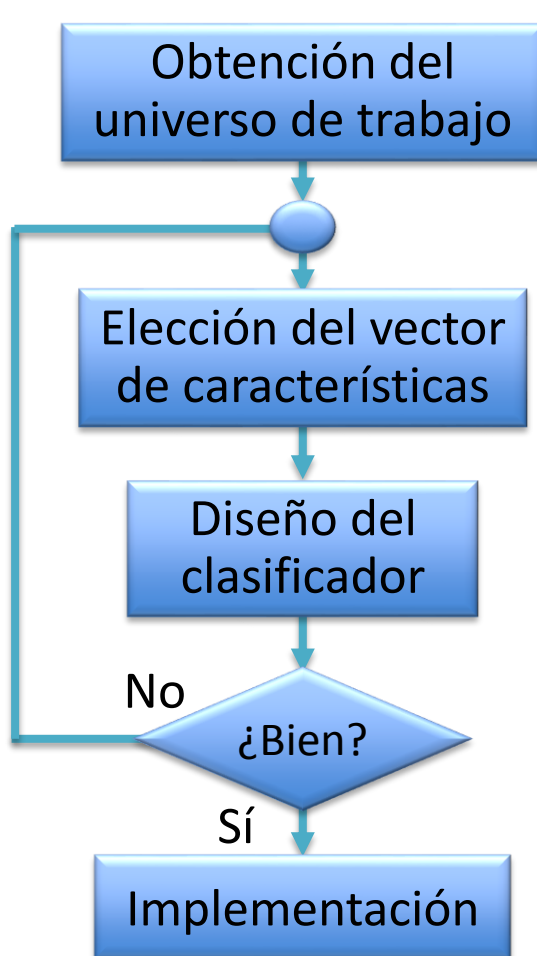 Obtención del
universo de trabajo
Elección del vector
de características
Diseño del
clasificador
No
¿Bien?
Sí
Implementación